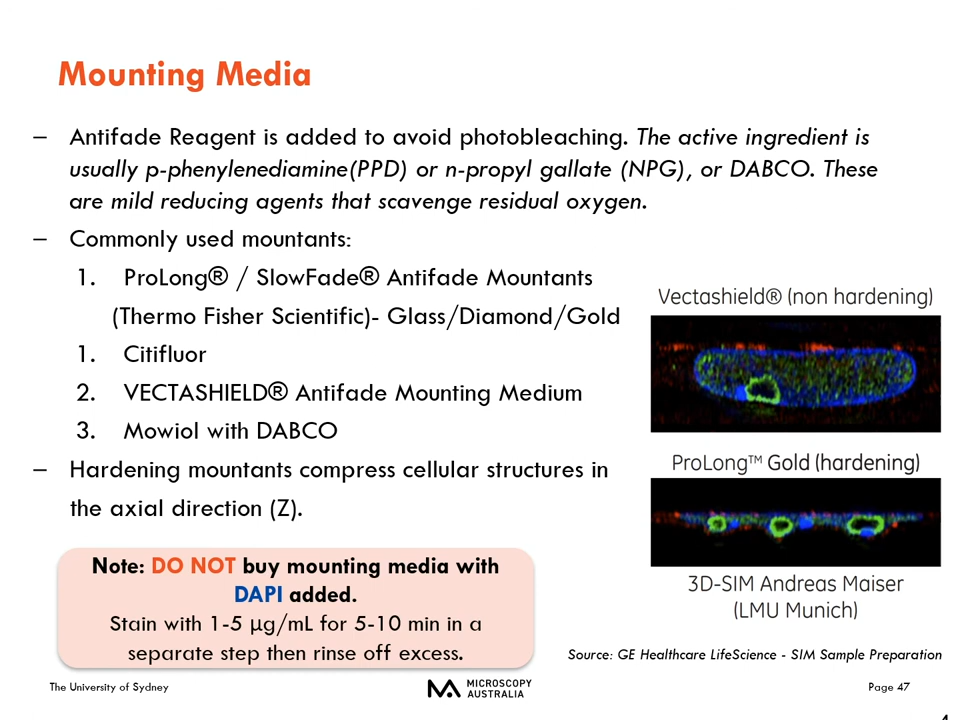 Mounting Media
– Antifade Reagent is added to avoid photobleaching. The active ingredient is
usually p-phenylenediamine(PPD) or n-propyl gallate (NPG), or DABCO. These
are mild reducing agents that scavenge residual oxygen.
– Commonly used mountants:
1. ProLong® / SlowFade® Antifade Mountants
(Thermo Fisher Scientific)- Glass/Diamond/Gold
1. Citifluor
2. VECTASHIELD® Antifade Mounting Medium
3. Mowiol with DABCO
– Hardening mountants compress cellular structures in
the axial direction (Z).
Vectashield® (non hardening)
ProLong™ Gold (hardening)
3D-SIM Andreas Maiser
(LMU Munich)
Note: DO NOT buy mounting media with
DAPI added.
Stain with 1-5 µg/mL for 5-10 min in a
separate step then rinse off excess.
Source: GE Healthcare LifeScience - SIM Sample Preparation
The University of Sydney
MICROSCOPY
AUSTRALIA
Page 47